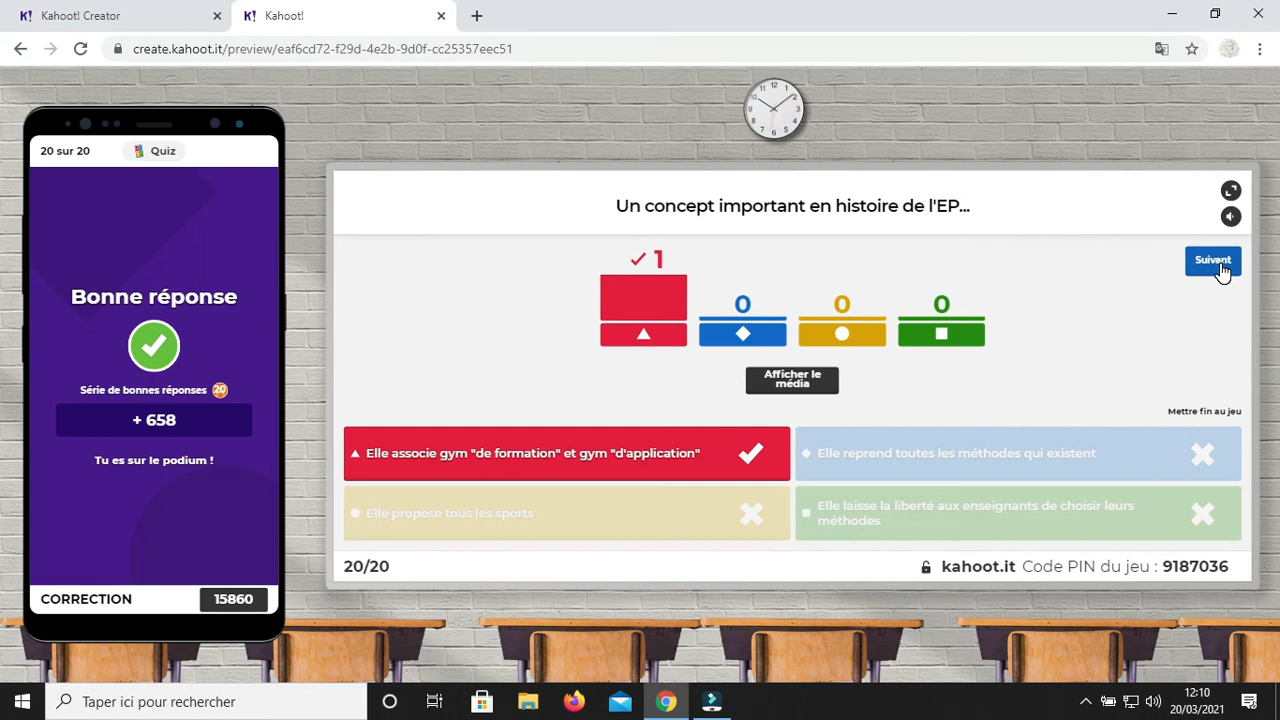 K! Kahoot! Creator
K! Kahoot!
create.kahoot.it/preview/eaf6cd72-f29d-4e2b-9d0f-cc25357eec51
20 sur 20
Quiz
Bonne réponse
Série de bonnes réponses 20
+ 658
Tu es sur le podium !
CORRECTION
15860
Un concept important en histoire de l'EP...
Suivant
1
0
0
0
Afficher le
média
Mettre fin au jeu
Elle associe gym "de formation" et gym "d'application"
Elle reprend toutes les méthodes qui existent
Elle propose tous les sports
Elle laisse la liberté aux enseignants de choisir leurs
méthodes
20/20
kahoot.it Code PIN du jeu : 9187036
Taper ici pour rechercher
12:10
20/03/2021